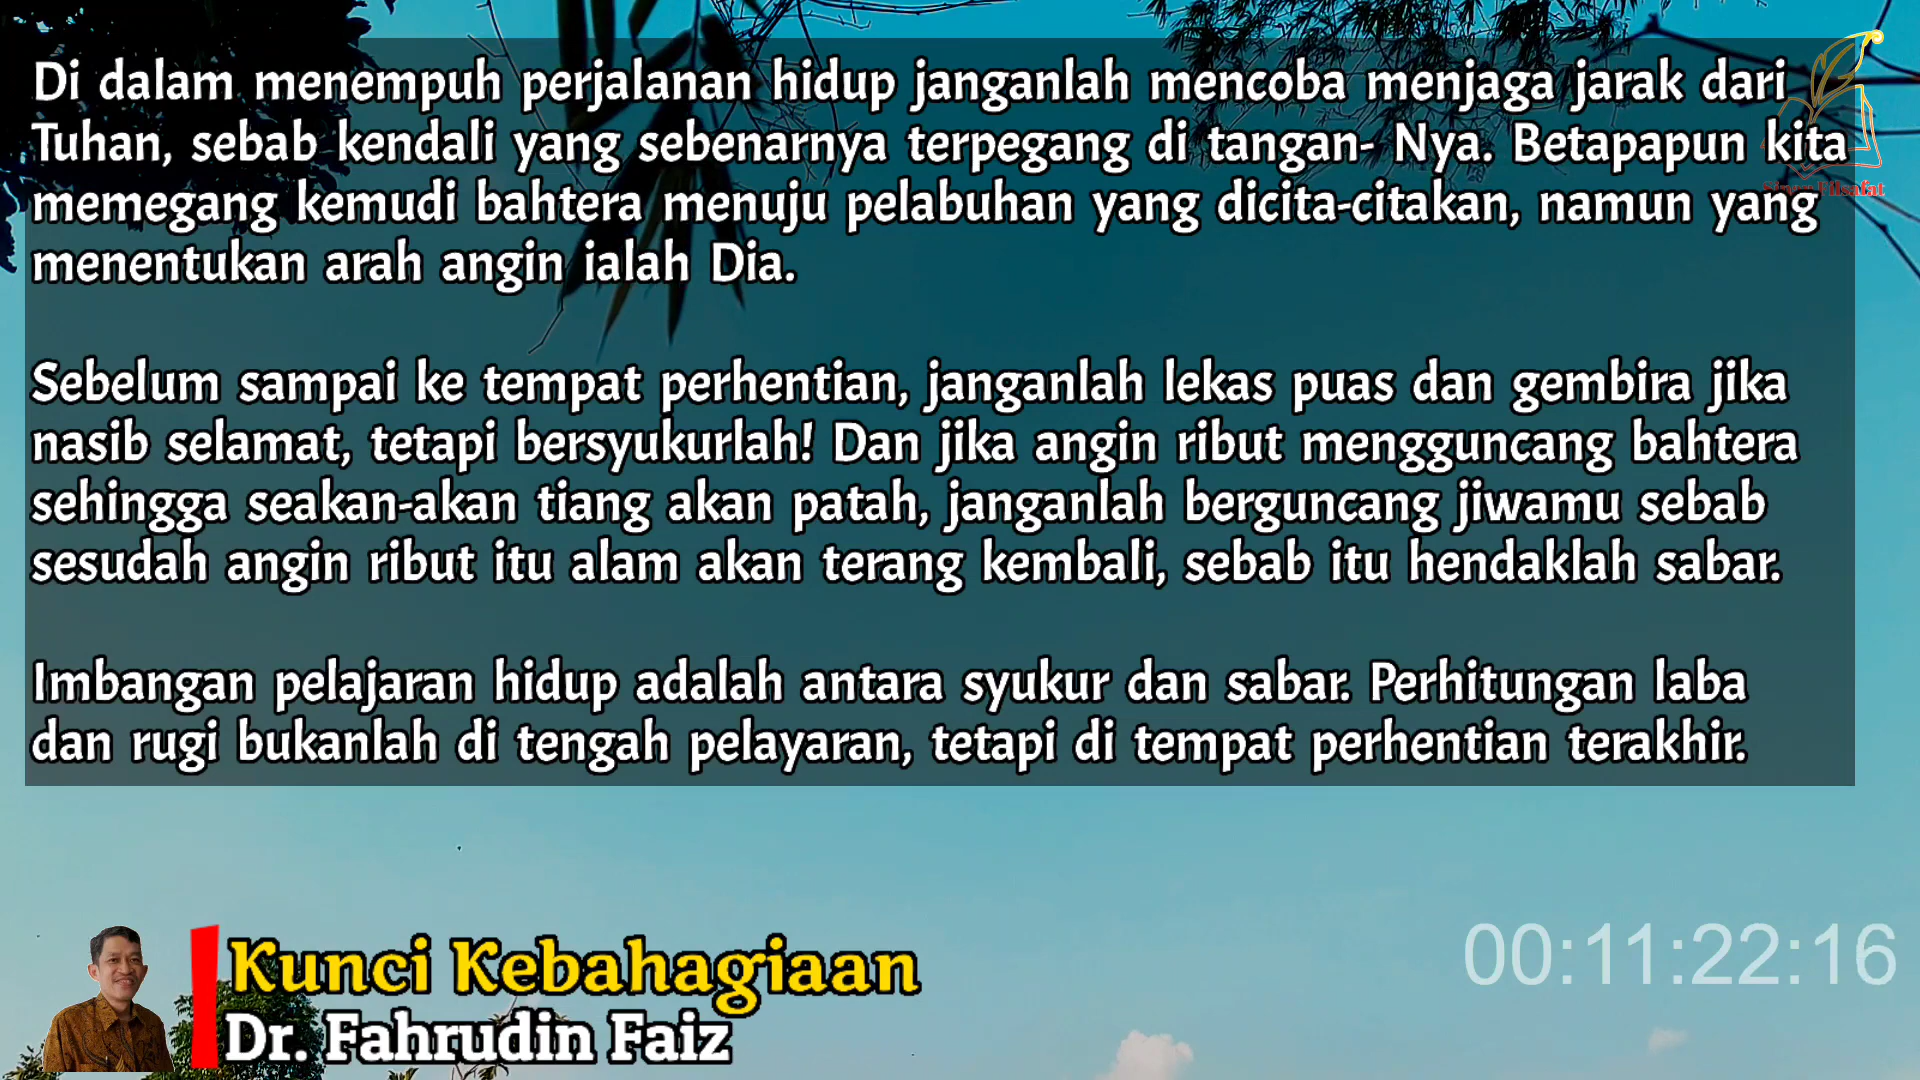 Di dalam menempuh perjalanan hidup janganlah mencoba menjaga jarak dari
Tuhan, sebab kendali yang sebenarnya terpegang di tangan- Nya. Betapapun kita
memegang kemudi bahtera menuju pelabuhan yang dicita-citakan, namun yang
menentukan arah angin ialah Dia.
Sebelum sampai ke tempat perhentian, janganlah lekas puas dan gembira jika
nasib selamat, tetapi bersyukurlah! Dan jika angin ribut mengguncang bahtera
sehingga seakan-akan tiang akan patah, janganlah berguncang jiwamu sebab
sesudah angin ribut itu alam akan terang kembali, sebab itu hendaklah sabar.
Imbangan pelajaran hidup adalah antara syukur dan sabar. Perhitungan laba
dan rugi bukanlah di tengah pelayaran, tetapi di tempat perhentian terakhir.
Kunci Kebahagiaan
Dr. Fahrudin Faiz
00:11:22:16